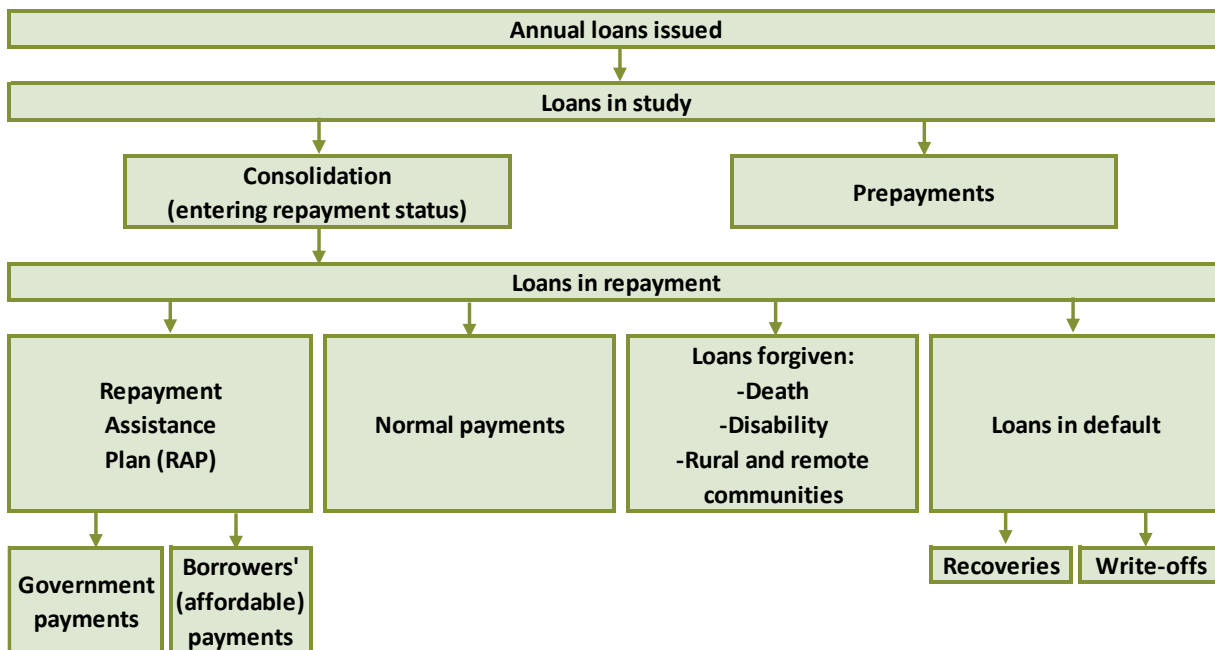 Annual loans issued
Loans in study
Consolidation
(entering repayment status)
Prepayments
Loans in repayment
Repayment
Assistance
Plan (RAP)
Normal payments
Loans forgiven:
-Death
-Disability
-Rural and remote
communities
Loans in default
Government
payments
Borrowers'
(affordable)
payments
Recoveries
Write-offs